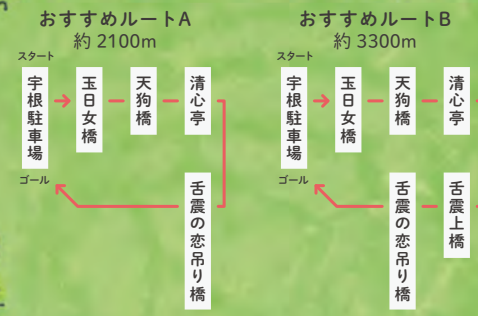 おすすめルートA
約 2100m
スタート
宇根駐車場
玉日女橋
天狗橋
清心亭
舌震の恋吊り橋
ゴール
おすすめルートB
約 3300m
スタート
宇根駐車場
玉日女橋
天狗橋
清心亭
舌震上橋
舌震の恋吊り橋
ゴール